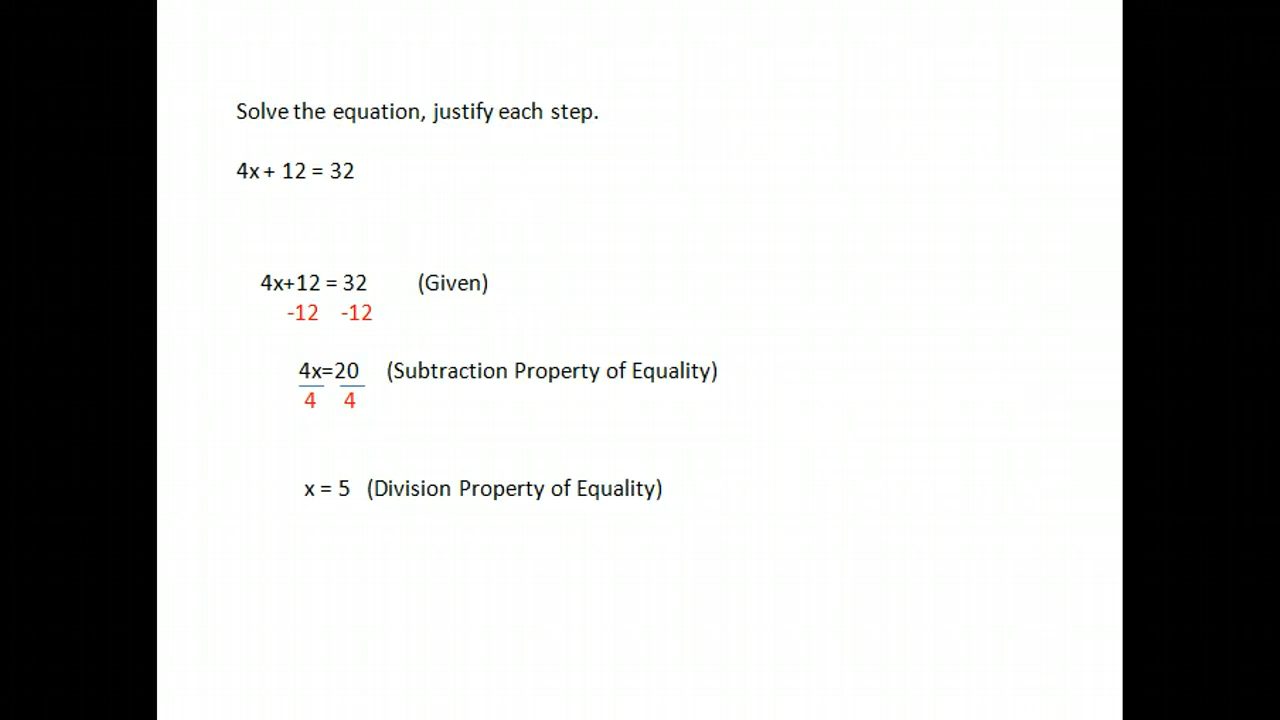 Solve the equation, justify each step.
4x + 12 = 32
4x+12 = 32 (Given)
-12 -12
4x=20 (Subtraction Property of Equality)
4 4
x = 5 (Division Property of Equality)